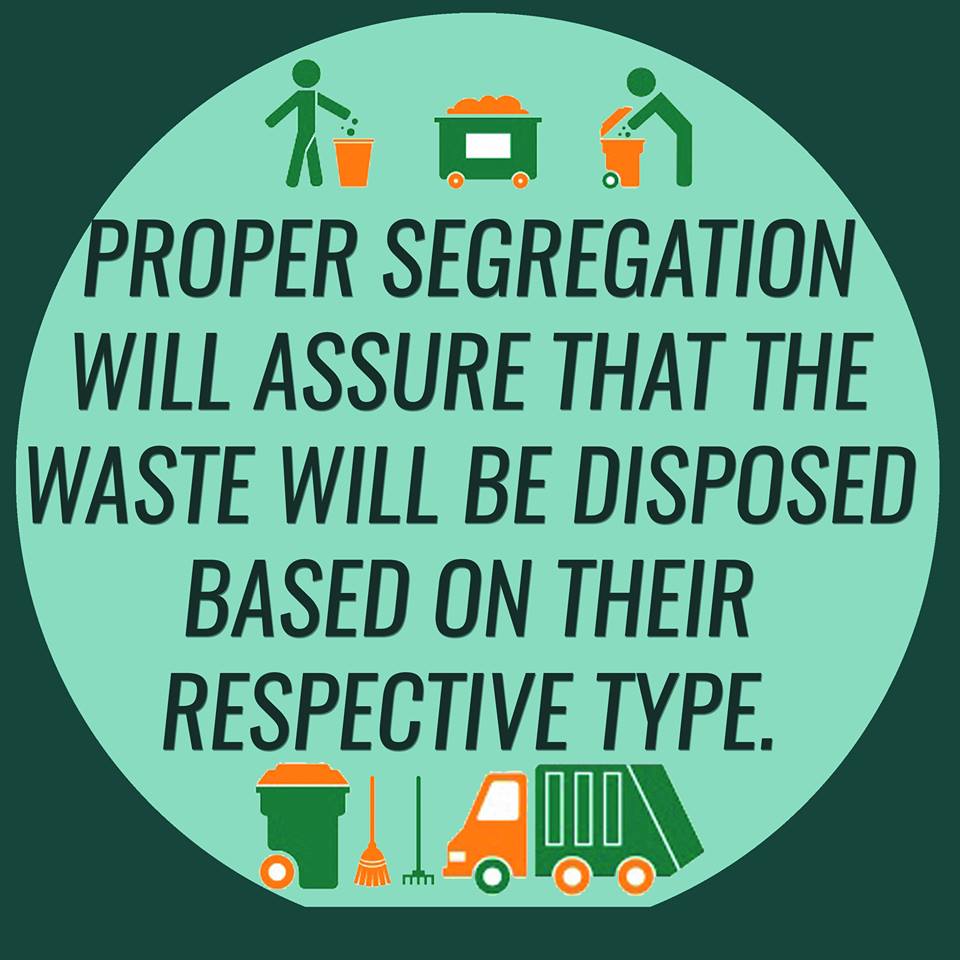 PROPER SEGREGATION
WILL ASSURE THAT THE
WASTE WILL BE DISPOSED
BASED ON THEIR
RESPECTIVE TYPE.